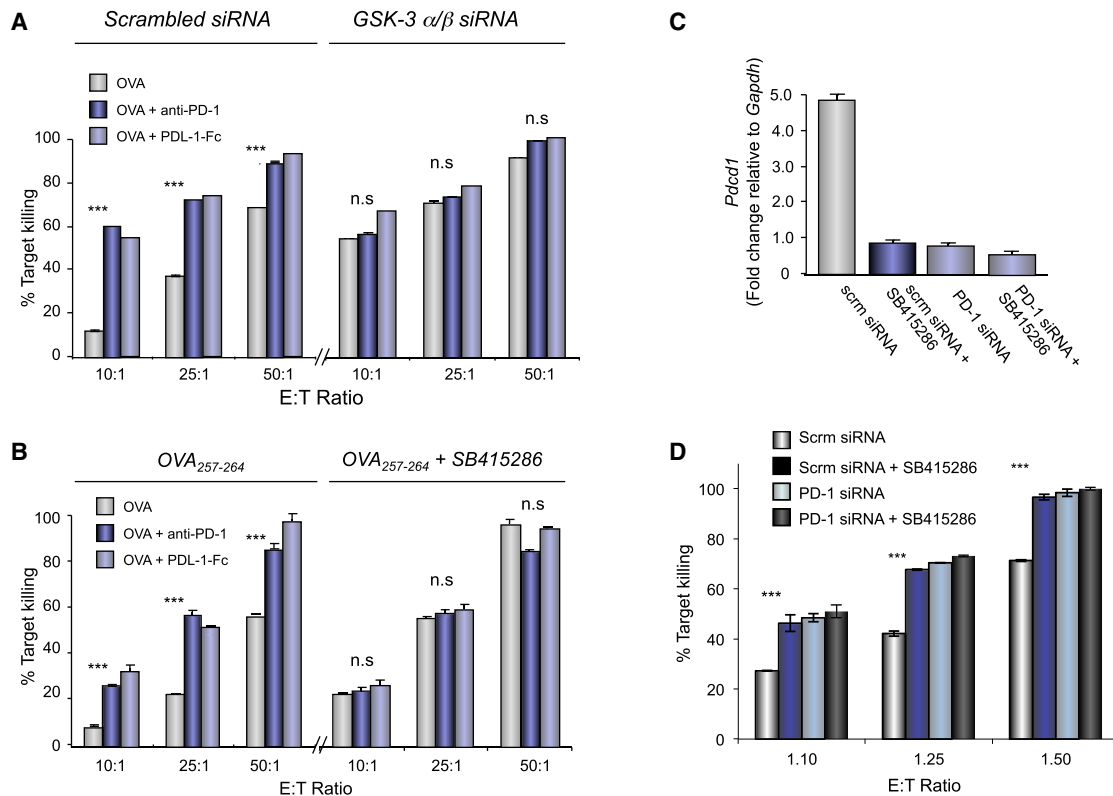 A
Scrambled siRNA
GSK-3 α/β siRNA
OVA
OVA + anti-PD-1
OVA + PDL-1-Fc
% Target killing
100
80
60
40
20
0
***
***
***
n.s
n.s
n.s
10:1
25:1
50:1
10:1
25:1
50:1
E:T Ratio
B
OVA257-264
OVA257-264 + SB415286
OVA
OVA + anti-PD-1
OVA + PDL-1-Fc
% Target killing
100
80
60
40
20
0
***
***
***
n.s
n.s
n.s
10:1
25:1
50:1
10:1
25:1
50:1
E:T Ratio
C
Pdcd1
(Fold change relative to Gapdh)
5.0
4.0
5.0
2.0
1.0
0
scrm siRNA
scrm siRNA +
SB415286
PD-1 siRNA
PD-1 siRNA +
SB415286
D
Scrm siRNA
Scrm siRNA + SB415286
PD-1 siRNA
PD-1 siRNA + SB415286
% Target killing
100
80
60
40
20
0
***
***
***
1.10
1.25
1.50
E:T Ratio